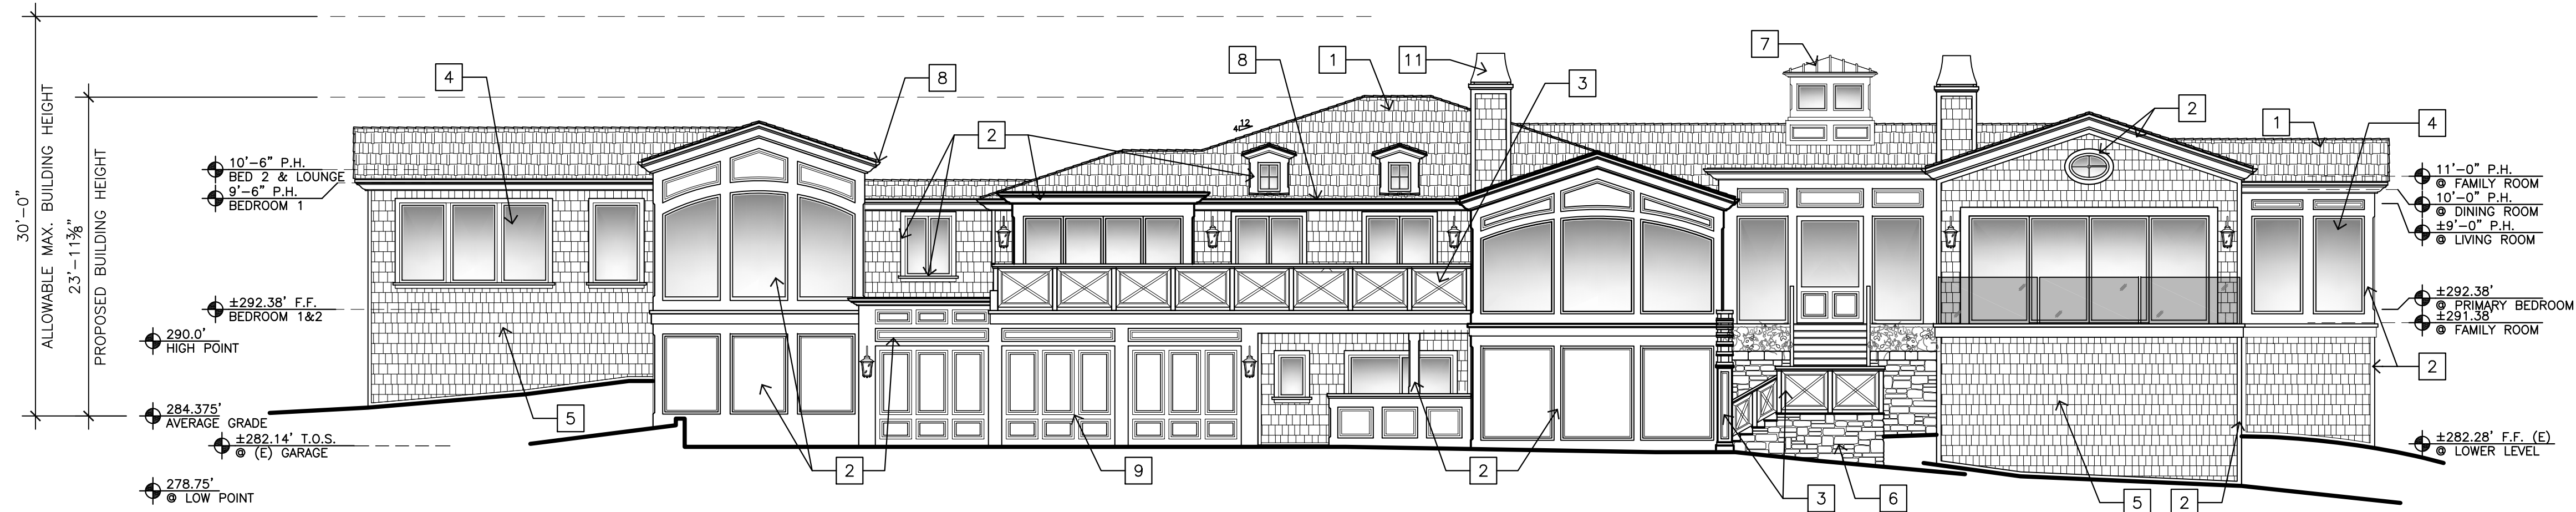 30'-0"
ALLOWABLE MAX. BUILDING HEIGHT
23'-11⅜"
PROPOSED BUILDING HEIGHT
10'-6" P.H.
BED 2 & LOUNGE
9'-6" P.H.
BEDROOM 1
±292.38' F.F.
BEDROOM 1&2
290.0'
HIGH POINT
284.375'
AVERAGE GRADE
±282.14' T.O.S.
@ (E) GARAGE
278.75'
@ LOW POINT
4
8
2
8
1
11
3
7
2
1
4
12
4
5
2
9
2
3
6
5
2
2
11'-0" P.H.
@ FAMILY ROOM
10'-0" P.H.
@ DINING ROOM
±9'-0" P.H.
@ LIVING ROOM
±292.38'
@ PRIMARY BEDROOM
±291.38'
@ FAMILY ROOM
±282.28' F.F. (E)
@ LOWER LEVEL